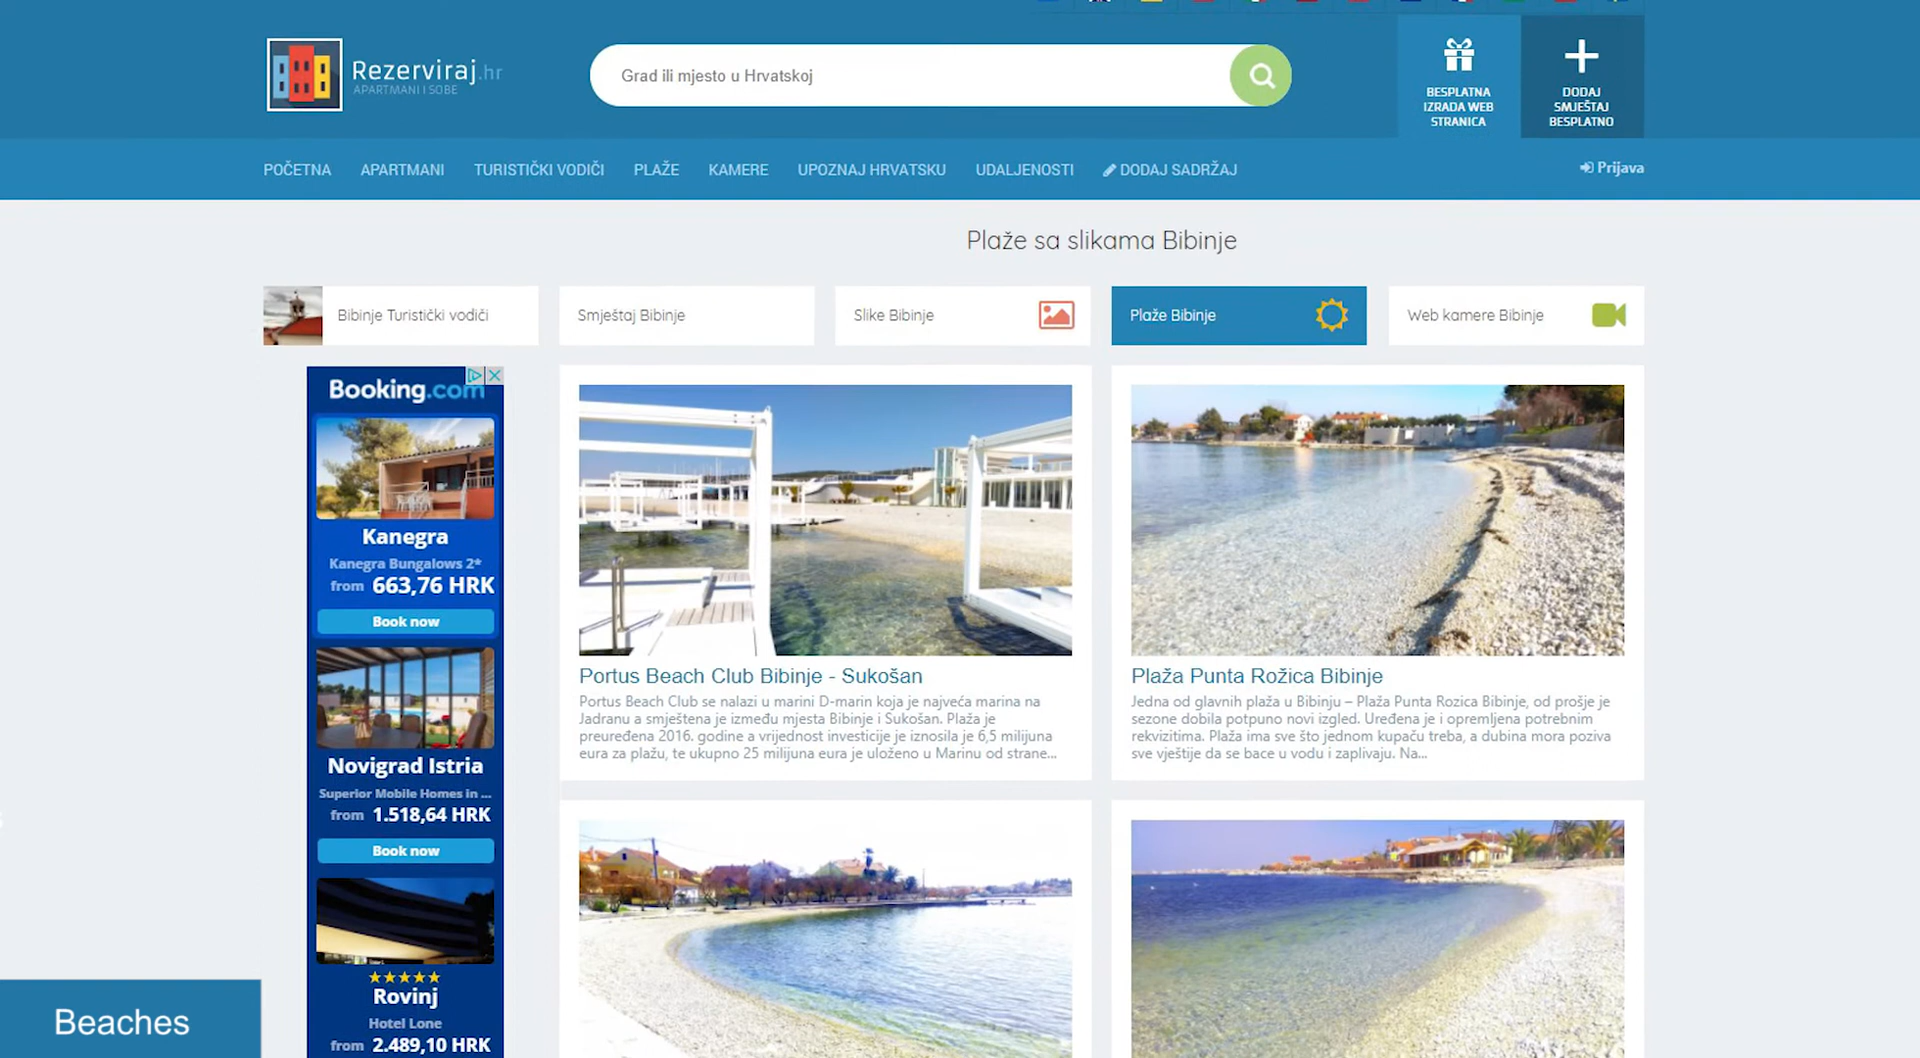 Rezerviraj.hr
APARTMANI I SOBE
Grad ili mjesto u Hrvatskoj
BESPLATNA
IZRADA WEB
STRANICA
DODAJ
SMJEŠTAJ
BESPLATNO
POČETNA APARTMANI TURISTIČKI VODIČI PLAŽE KAMERE UPOZNAJ HRVATSKU UDALJENOSTI DODAJ SADRŽAJ Prijava
Plaže sa slikama Bibinje
Bibinje Turistički vodiči
Smještaj Bibinje
Slike Bibinje
Plaže Bibinje
Web kamere Bibinje
Booking.com
Kanegra
Kanegra Bungalows 2*
from 663,76 HRK
Book now
Novigrad Istria
Superior Mobile Homes in ...
from 1.518,64 HRK
Book now
Rovinj
Hotel Lone
from 2.489,10 HRK
Portus Beach Club Bibinje - Sukošan
Portus Beach Club se nalazi u marini D-marin koja je najveća marina na
Jadranu a smještena je između mjesta Bibinje i Sukošan. Plaža je
preuređena 2016. godine a vrijednost investicije je iznosila je 6,5 milijuna
eura za plažu, te ukupno 25 milijuna eura je uloženo u Marinu od strane...
Plaža Punta Rožica Bibinje
Jedna od glavnih plaža u Bibinju – Plaža Punta Rozica Bibinje, od prošje je
sezone dobila potpuno novi izgled. Uređena je i opremljena potrebnim
rekvizitima. Plaža ima sve što jednom kupaču treba, a dubina mora poziva
sve vještije da se bace u vodu i zaplivaju. Na...
Beaches